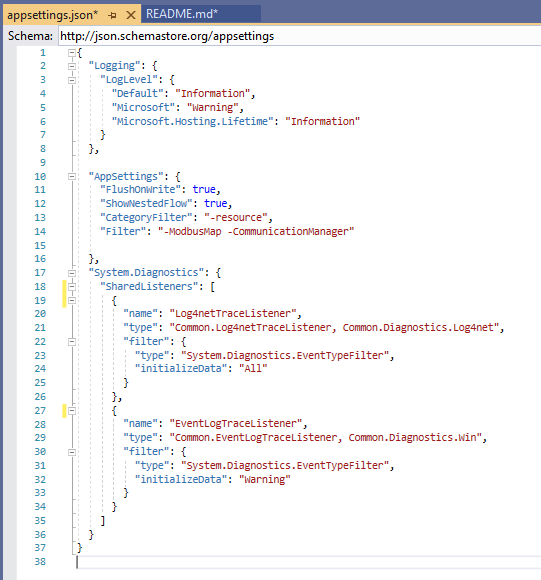 appsettings.json*
README.md*
Schema: http://json.schemastore.org/appsettings
1 {
2 "Logging": {
3 "LogLevel": {
4 "Default": "Information",
5 "Microsoft": "Warning",
6 "Microsoft.Hosting.Lifetime": "Information"
7 }
8 },
9
10 "AppSettings": {
11 "FlushOnWrite": true,
12 "ShowNestedFlow": true,
13 "CategoryFilter": "-resource",
14 "Filter": "-ModbusMap -CommunicationManager"
15
16 },
17 "System.Diagnostics": {
18 "SharedListeners": [
19 {
20 "name": "Log4netTraceListener",
21 "type": "Common.Log4netTraceListener, Common.Diagnostics.Log4net",
22 "filter": {
23 "type": "System.Diagnostics.EventTypeFilter",
24 "initializeData": "All"
25 }
26 },
27 {
28 "name": "EventLogTraceListener",
29 "type": "Common.EventLogTraceListener, Common.Diagnostics.Win",
30 "filter": {
31 "type": "System.Diagnostics.EventTypeFilter",
32 "initializeData": "Warning"
33 }
34 }
35 ]
36 }
37 }
38